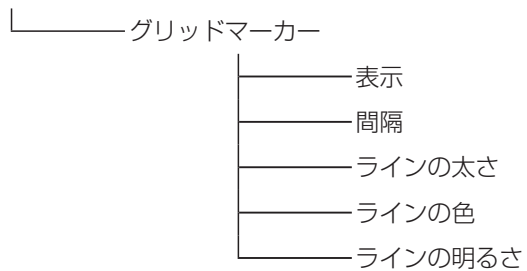 グリッドマーカー
表示
間隔
ラインの太さ
ラインの色
ラインの明るさ